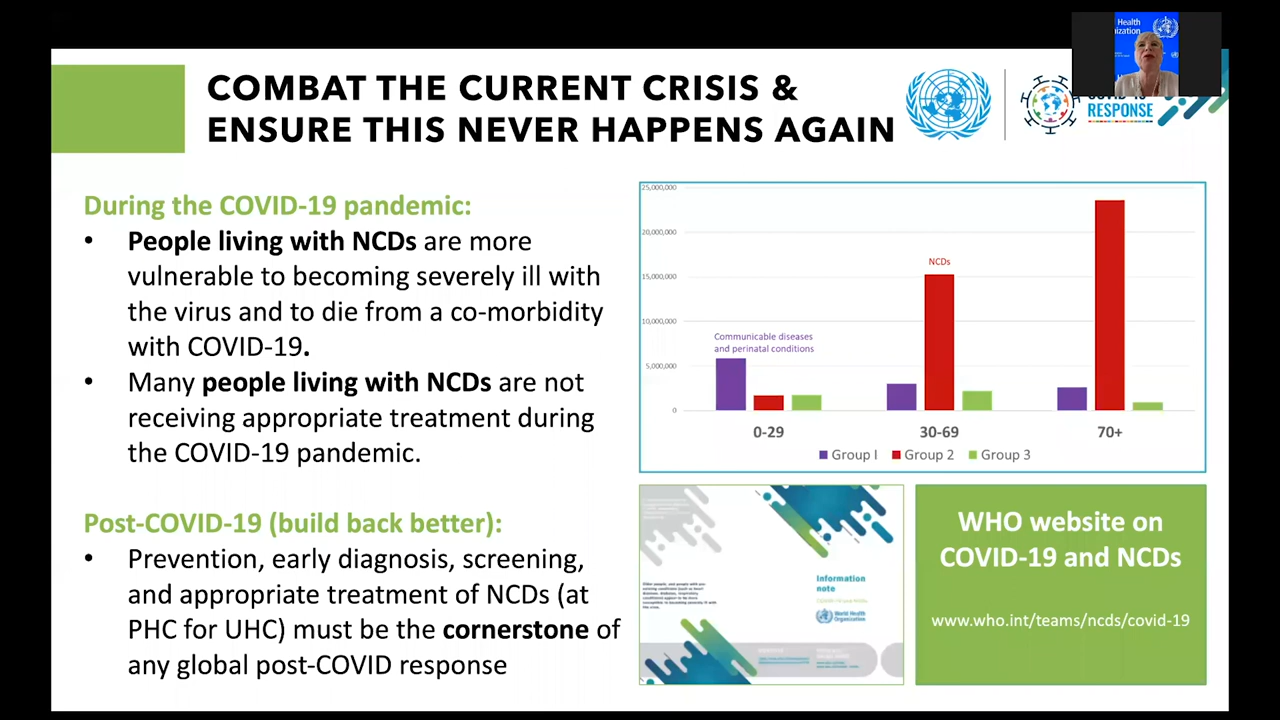 Health
nization
COMBAT THE CURRENT CRISIS &
ENSURE THIS NEVER HAPPENS AGAIN
RESPONSE
During the COVID-19 pandemic:
• People living with NCDs are more
vulnerable to becoming severely ill with
the virus and to die from a co-morbidity
with COVID-19.
• Many people living with NCDs are not
receiving appropriate treatment during
the COVID-19 pandemic.
Post-COVID-19 (build back better):
• Prevention, early diagnosis, screening,
and appropriate treatment of NCDs (at
PHC for UHC) must be the cornerstone of
any global post-COVID response
25,000,000
20,000,000
15,000,000
10,000,000
5,000,000
0
Communicable diseases
and perinatal conditions
NCDs
0-29 30-69 70+
Group I Group 2 Group 3
Information
note
World Health
Organization
WHO website on
COVID-19 and NCDs
www.who.int/teams/ncds/covid-19